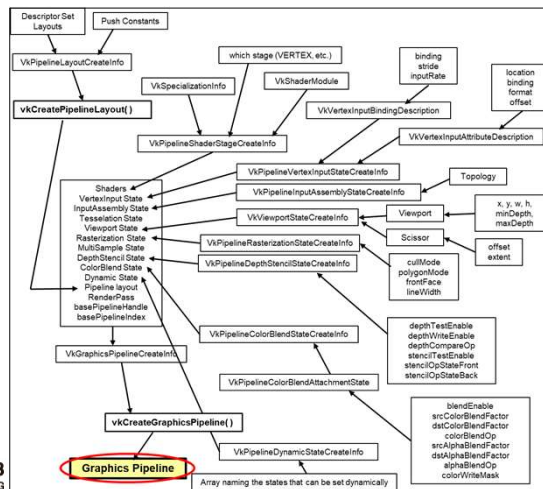 Descriptor Set
Layouts
Push Constants
VkPipelineLayoutCreateInfo
vkCreatePipelineLayout( )
which stage (VERTEX, etc.)
VkSpecializationInfo
VkShaderModule
VkPipelineShaderStageCreateInfo
binding
stride
inputRate
location
binding
format
offset
VkVertexInputBindingDescription
VkVertexInputAttributeDescription
VkPipelineVertexInputStateCreateInfo
VkPipelineInputAssemblyStateCreateInfo
Topology
Shaders
VertexInput State
InputAssembly State
Tesselation State
Viewport State
Rasterization State
MultiSample State
DepthStencil State
ColorBlend State
Dynamic State
Pipeline layout
RenderPass
basePipelineHandle
basePipelineIndex
VkViewportStateCreateInfo
Viewport
x, y, w, h,
minDepth,
maxDepth
Scissor
offset
extent
VkPipelineRasterizationStateCreateInfo
cullMode
polygonMode
frontFace
lineWidth
VkPipelineDepthStencilStateCreateInfo
depthTestEnable
depthWriteEnable
depthCompareOp
stencilTestEnable
stencilOpStateFront
stencilOpStateBack
VkPipelineColorBlendStateCreateInfo
VkGraphicsPipelineCreateInfo
VkPipelineColorBlendAttachmentState
blendEnable
srcColorBlendFactor
dstColorBlendFactor
colorBlendOp
srcAlphaBlendFactor
dstAlphaBlendFactor
alphaBlendOp
colorWriteMask
vkCreateGraphicsPipeline( )
VkPipelineDynamicStateCreateInfo
Graphics Pipeline
Array naming the states that can be set dynamically